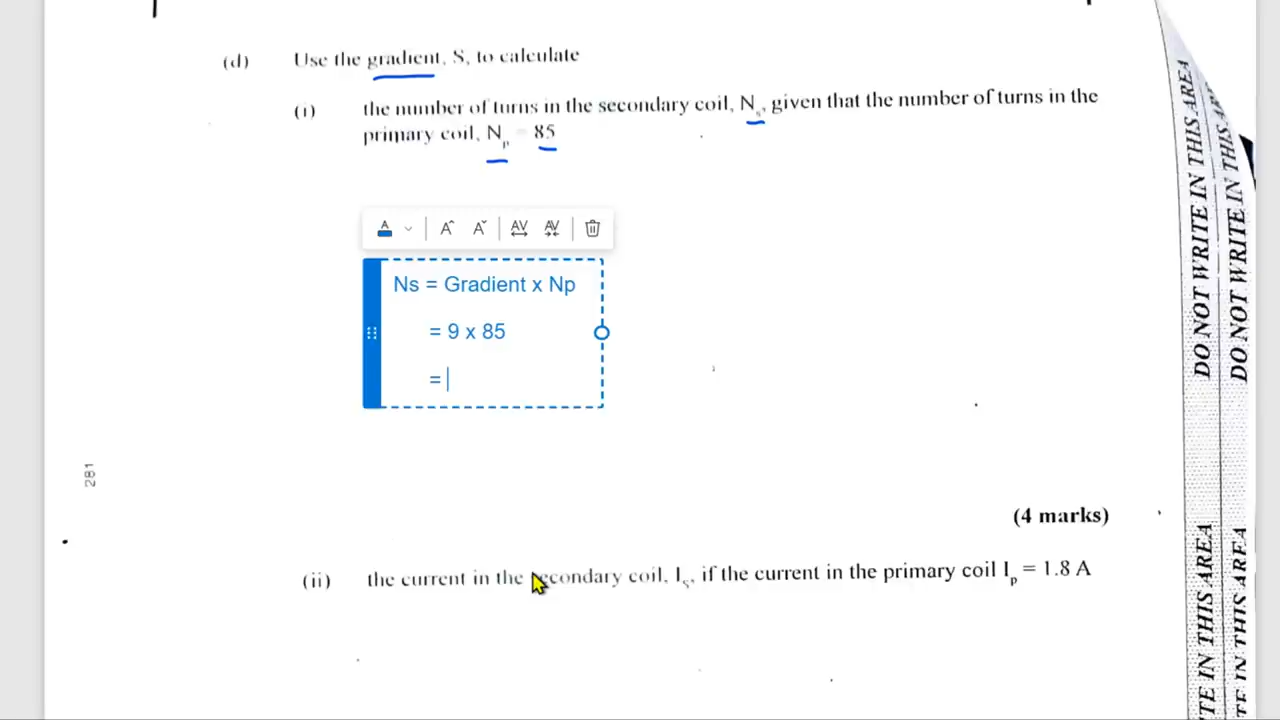 (d) Use the gradient, S, to calculate
(i) the number of turns in the secondary coil, Ns, given that the number of turns in the
primary coil, Np = 85
A A A AV AV
Ns = Gradient x Np
= 9 x 85
=
281
(4 marks)
(ii) the current in the secondary coil, Is, if the current in the primary coil Ip = 1.8 A
DO NOT WRITE IN THIS AREA
DO NOT WRITE IN THIS AREA
TE IN THIS AREA
TE IN THIS AREA